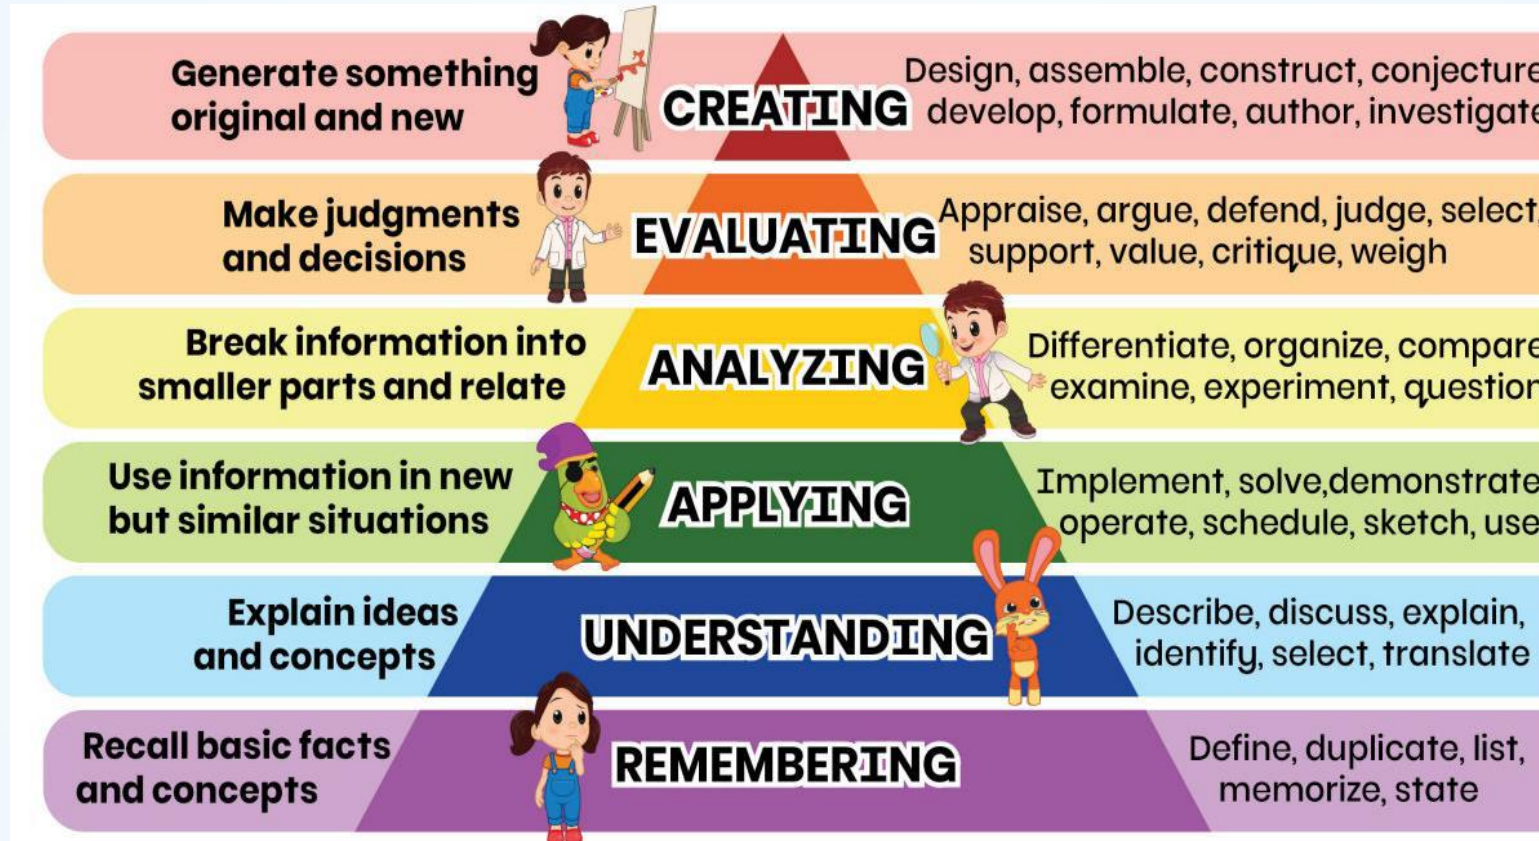 Generate something
original and new
CREATING
Design, assemble, construct, conjecture
develop, formulate, author, investigate
Make judgments
and decisions
EVALUATING
Appraise, argue, defend, judge, select,
support, value, critique, weigh
Break information into
smaller parts and relate
ANALYZING
Differentiate, organize, compare
examine, experiment, question
Use information in new
but similar situations
APPLYING
Implement, solve,demonstrate
operate, schedule, sketch, use
Explain ideas
and concepts
UNDERSTANDING
Describe, discuss, explain,
identify, select, translate
Recall basic facts
and concepts
REMEMBERING
Define, duplicate, list,
memorize, state